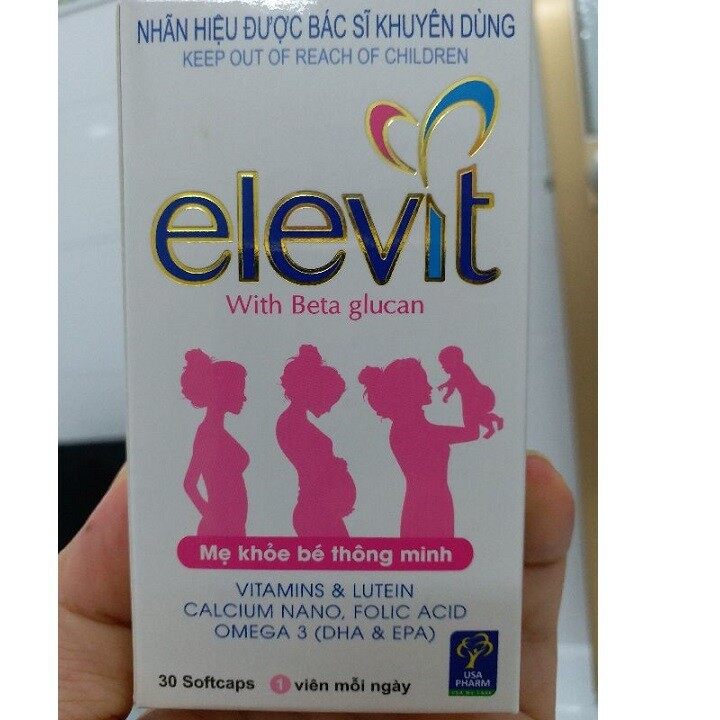 NHÃN HIỆU ĐƯỢC BÁC SĨ KHUYÊN DÙNG
KEEP OUT OF REACH OF CHILDREN
elevit
With Beta glucan
Mẹ khỏe bé thông minh
VITAMINS & LUTEIN
CALCIUM NANO, FOLIC ACID
OMEGA 3 (DHA & EPA)
30 Softcaps 1 viên mỗi ngày
USA
PHARM